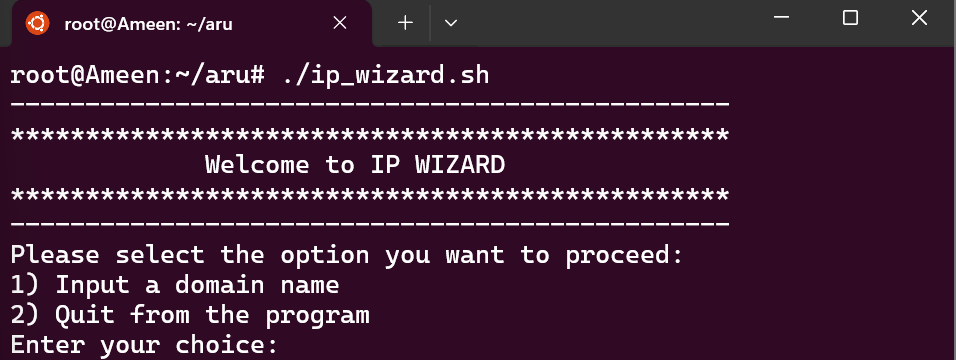 root@Ameen: ~/aru
root@Ameen:~/aru# ./ip_wizard.sh
------------------------------------------------
************************************************
             Welcome to IP WIZARD
************************************************
------------------------------------------------
Please select the option you want to proceed:
1) Input a domain name
2) Quit from the program
Enter your choice: